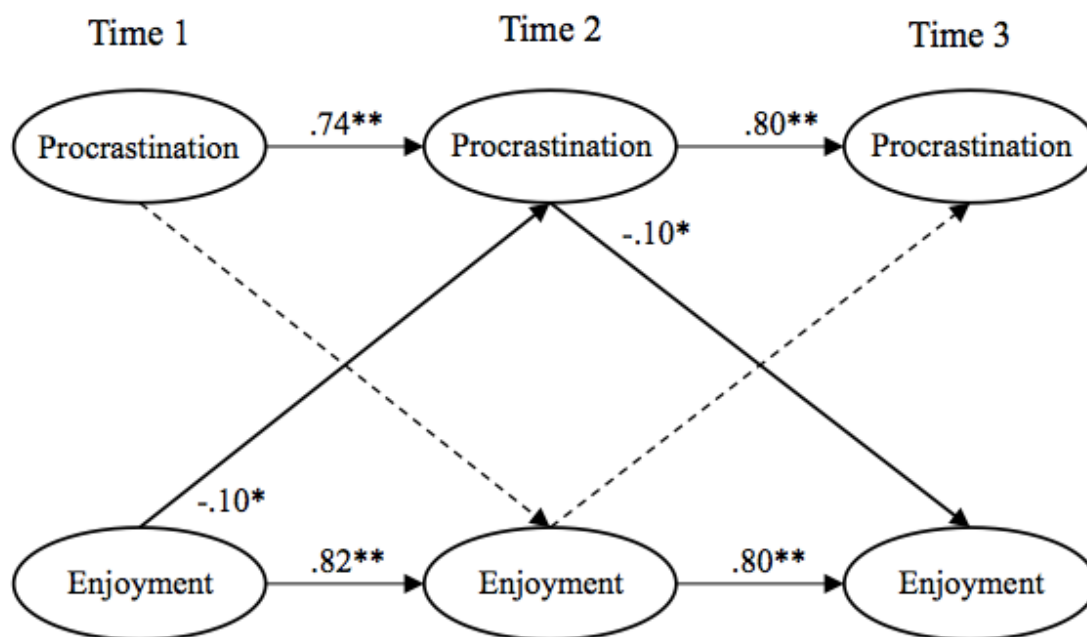 Time 1
Time 2
Time 3
Procrastination
.74**
Procrastination
.80**
Procrastination
-.10*
-.10*
Enjoyment
.82**
Enjoyment
.80**
Enjoyment